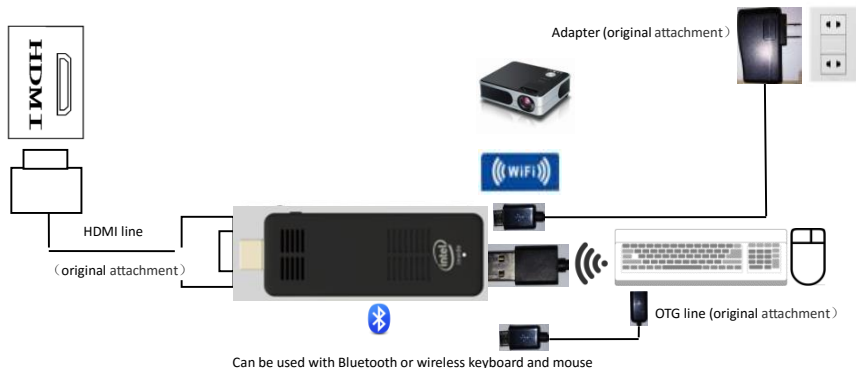 HDMI
Adapter (original attachment）
((WiFi))
HDMI line
（original attachment）
intel
inside
OTG line (original attachment）
Can be used with Bluetooth or wireless keyboard and mouse